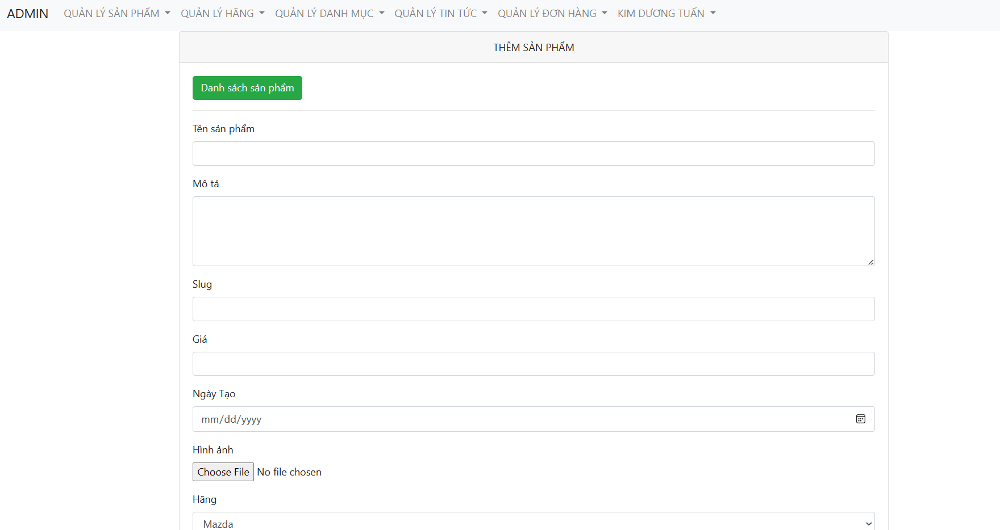 ADMIN QUẢN LÝ SẢN PHẨM QUẢN LÝ HÃNG QUẢN LÝ DANH MỤC QUẢN LÝ TIN TỨC QUẢN LÝ ĐƠN HÀNG KIM DƯƠNG TUẤN
THÊM SẢN PHẨM
Danh sách sản phẩm
Tên sản phẩm
Mô tả
Slug
Giá
Ngày Tạo
mm/dd/yyyy
Hình ảnh
Choose File No file chosen
Hãng
Mazda